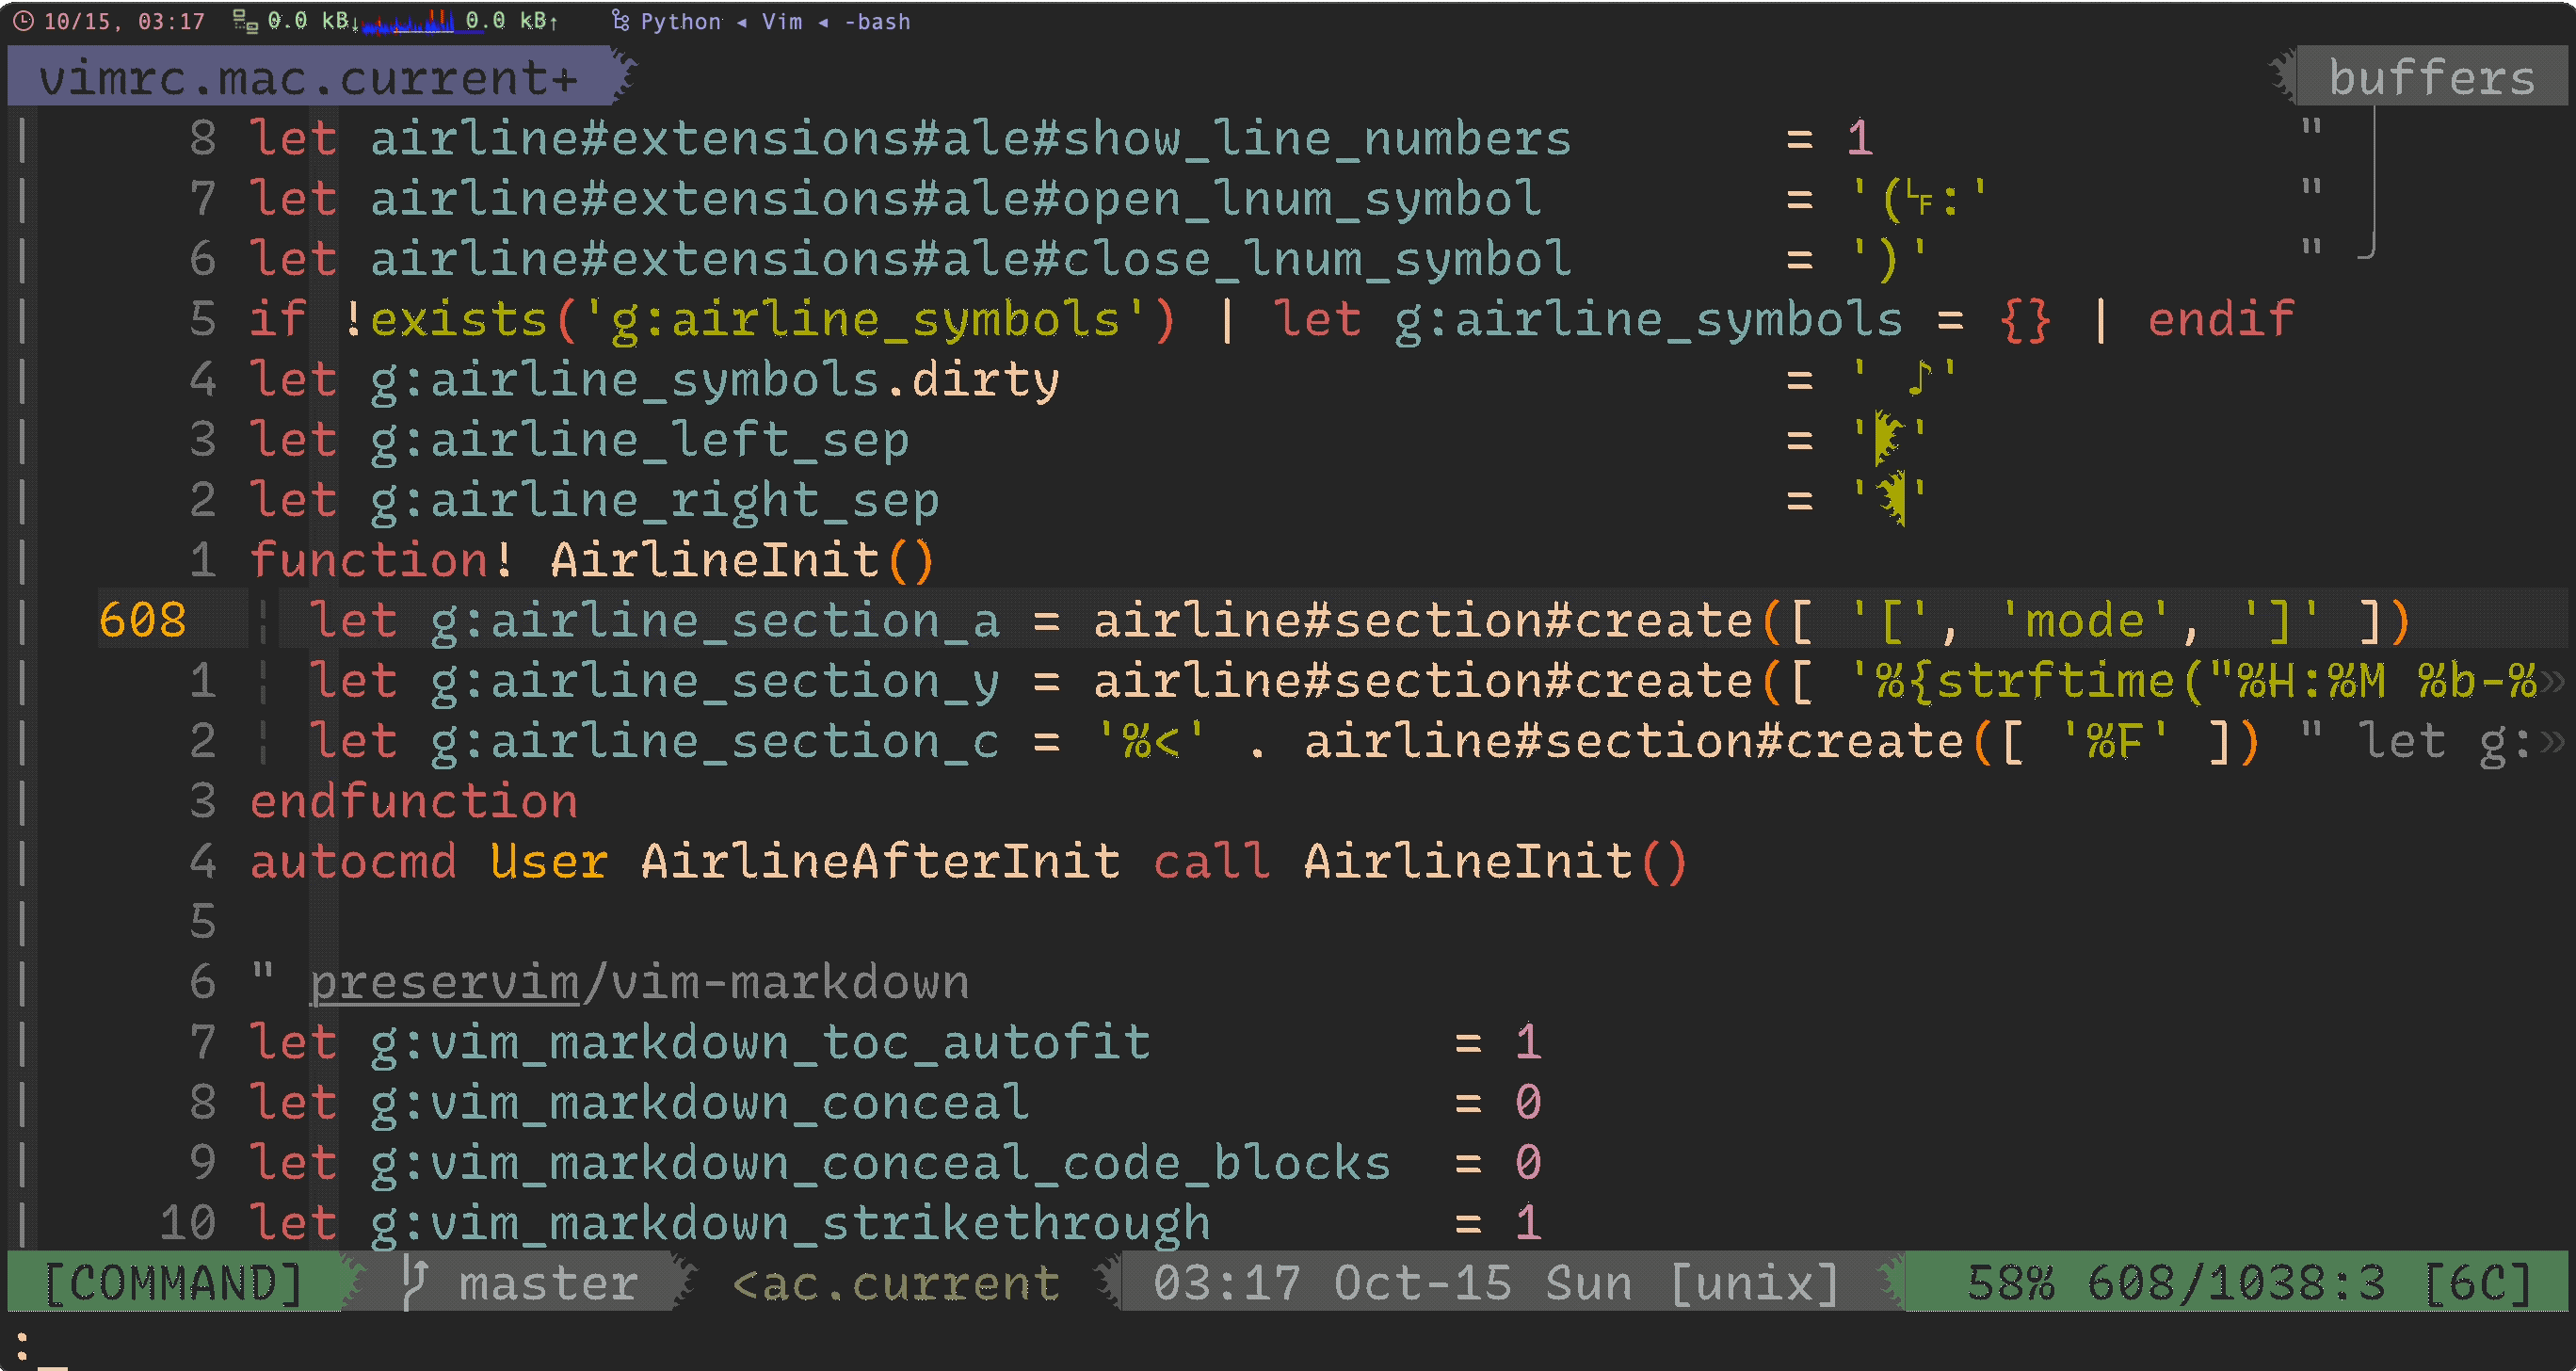 10/15, 03:17 0.0 kB↓ 0.0 kB↑ Python ◂ Vim ◂ -bash
vimrc.mac.current+ buffers
8 let airline#extensions#ale#show_line_numbers = 1 "
7 let airline#extensions#ale#open_lnum_symbol = '(␊:' "
6 let airline#extensions#ale#close_lnum_symbol = ')' "
5 if !exists('g:airline_symbols') | let g:airline_symbols = {} | endif
4 let g:airline_symbols.dirty = ' ♪'
3 let g:airline_left_sep = ''
2 let g:airline_right_sep = ''
1 function! AirlineInit()
608 ¦ let g:airline_section_a = airline#section#create([ '[', 'mode', ']' ])
1 ¦ let g:airline_section_y = airline#section#create([ '%{strftime("%H:%M %b-%»
2 ¦ let g:airline_section_c = '%<' . airline#section#create([ '%F' ]) " let g:»
3 endfunction
4 autocmd User AirlineAfterInit call AirlineInit()
5
6 " preservim/vim-markdown
7 let g:vim_markdown_toc_autofit = 1
8 let g:vim_markdown_conceal = 0
9 let g:vim_markdown_conceal_code_blocks = 0
10 let g:vim_markdown_strikethrough = 1
[COMMAND] master <ac.current 03:17 Oct-15 Sun [unix] 58% 608/1038:3 [6C]
:_